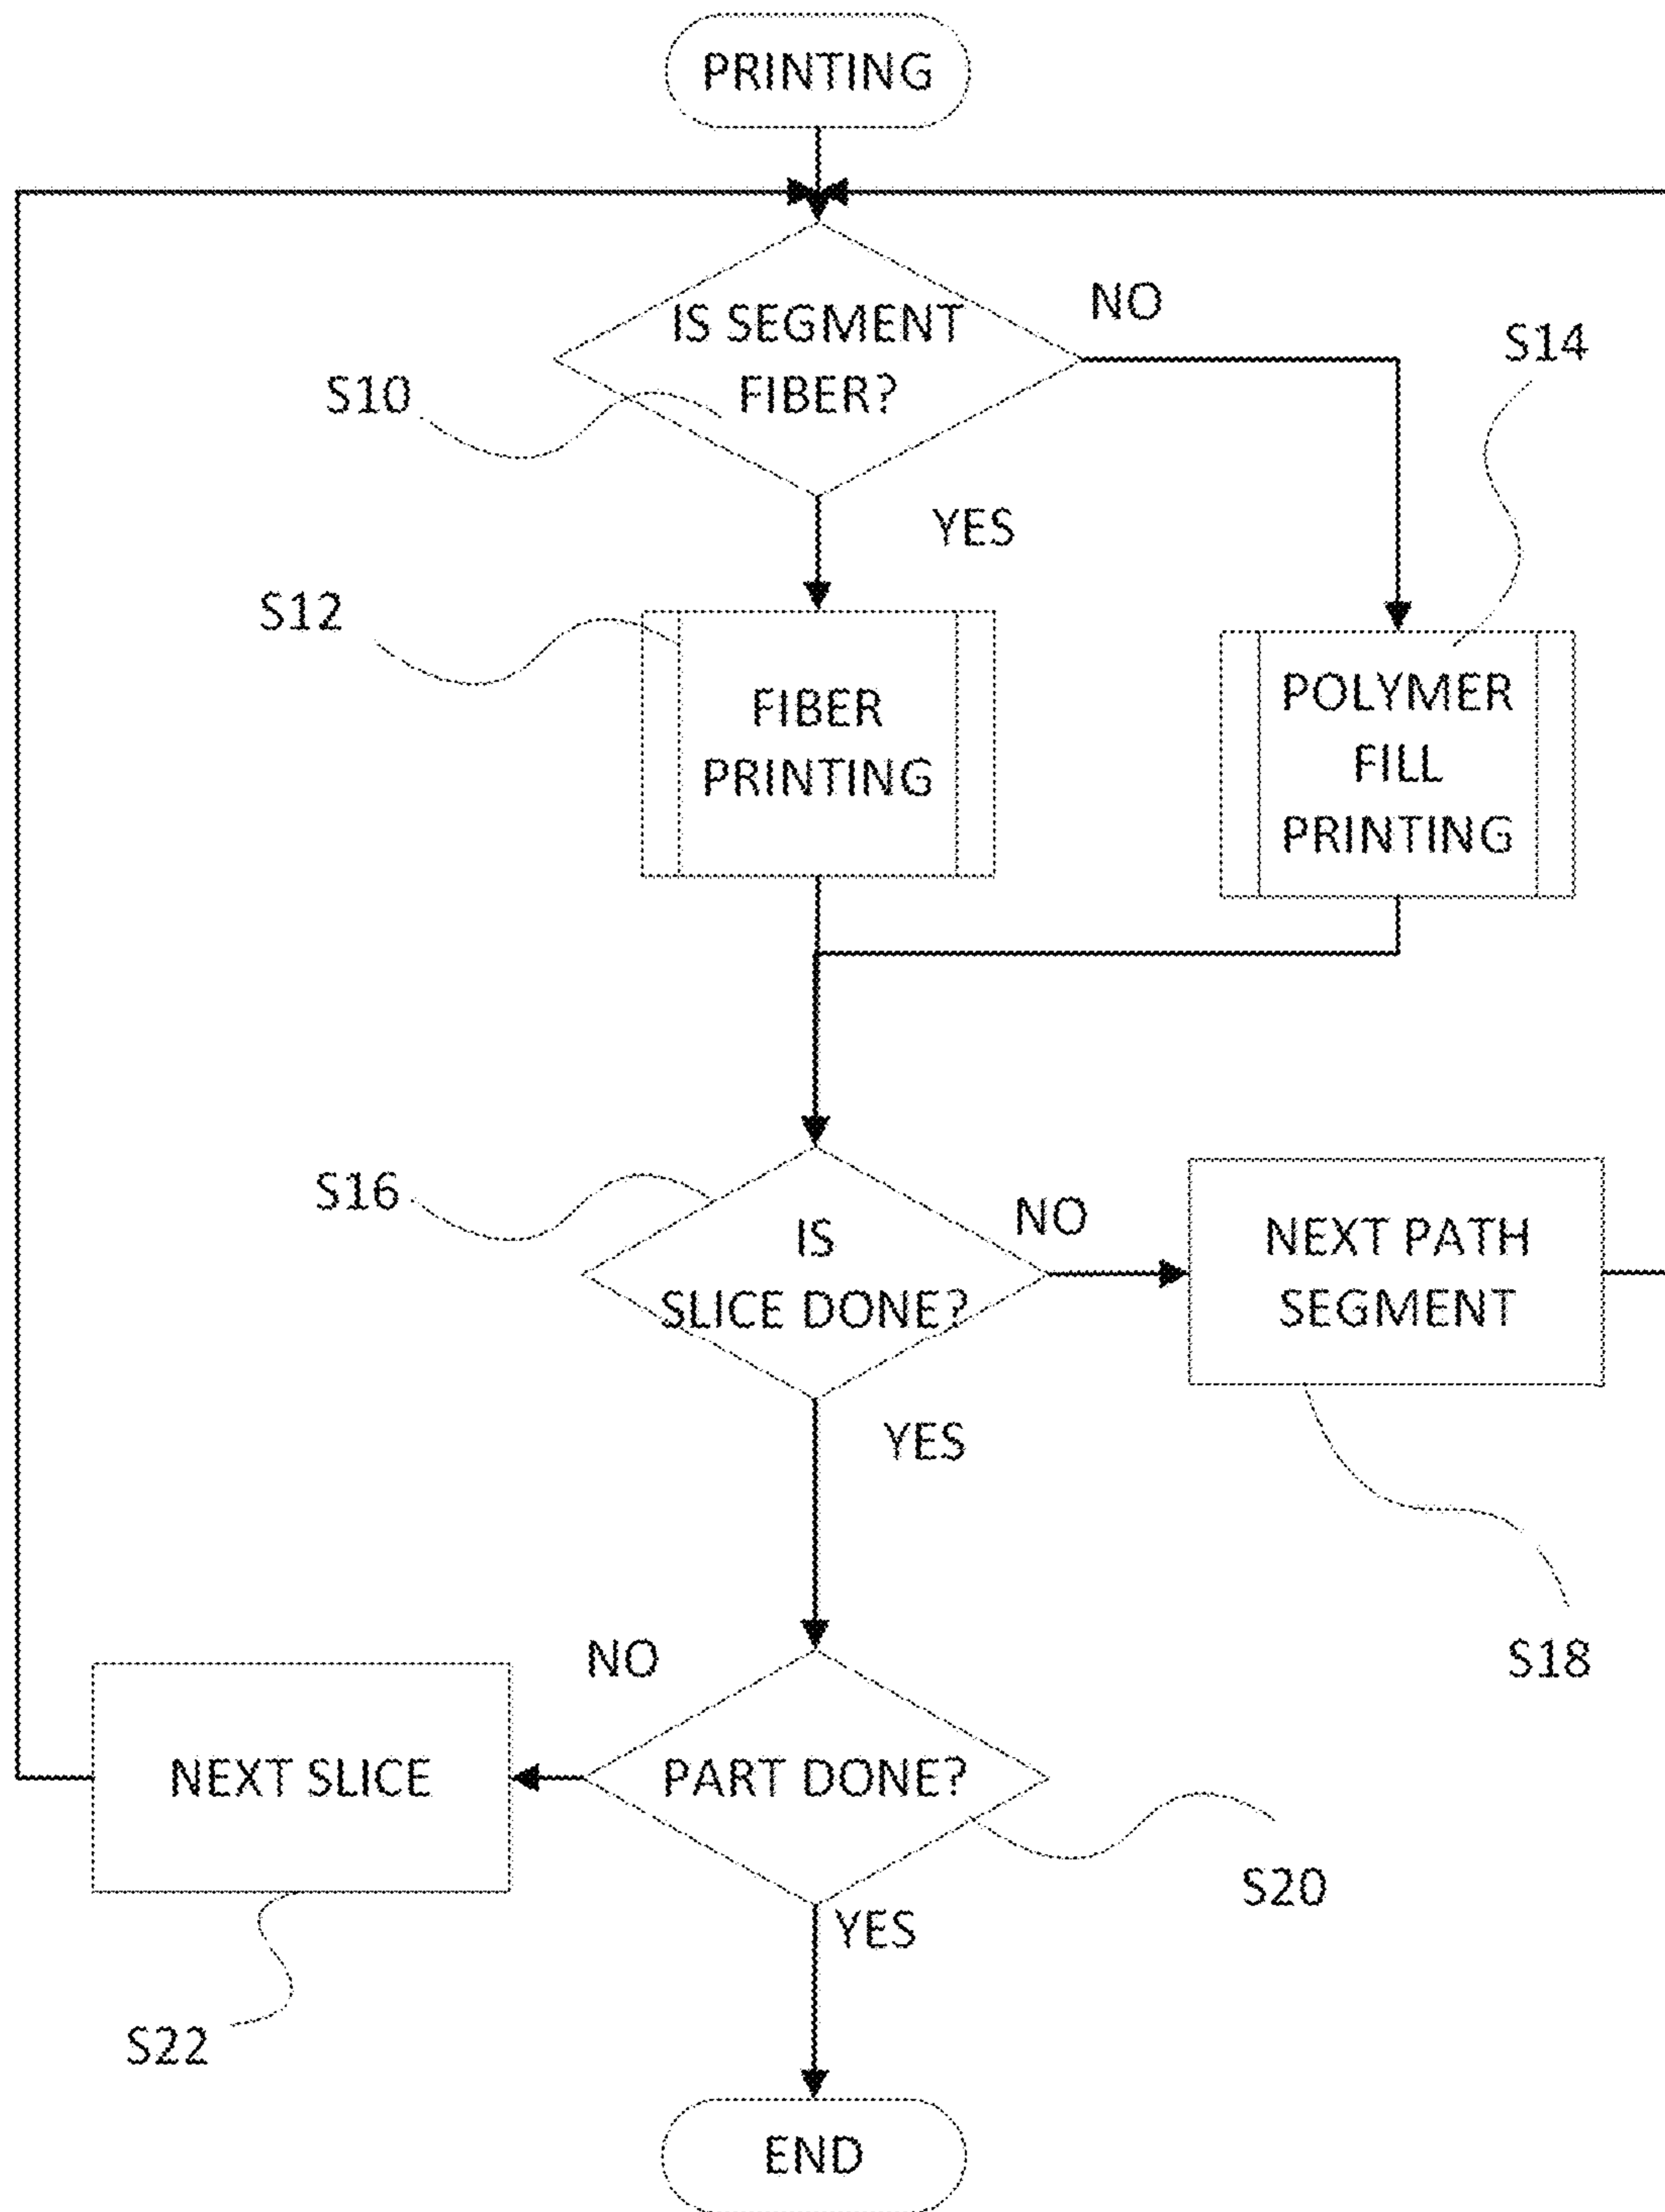 PRINTING
IS SEGMENT
FIBER?
NO
S10
S14
YES
S12
FIBER
PRINTING
POLYMER
FILL
PRINTING
S16
IS
SLICE DONE?
NO
NEXT PATH
SEGMENT
YES
S18
NO
NEXT SLICE
PART DONE?
S20
YES
S22
END